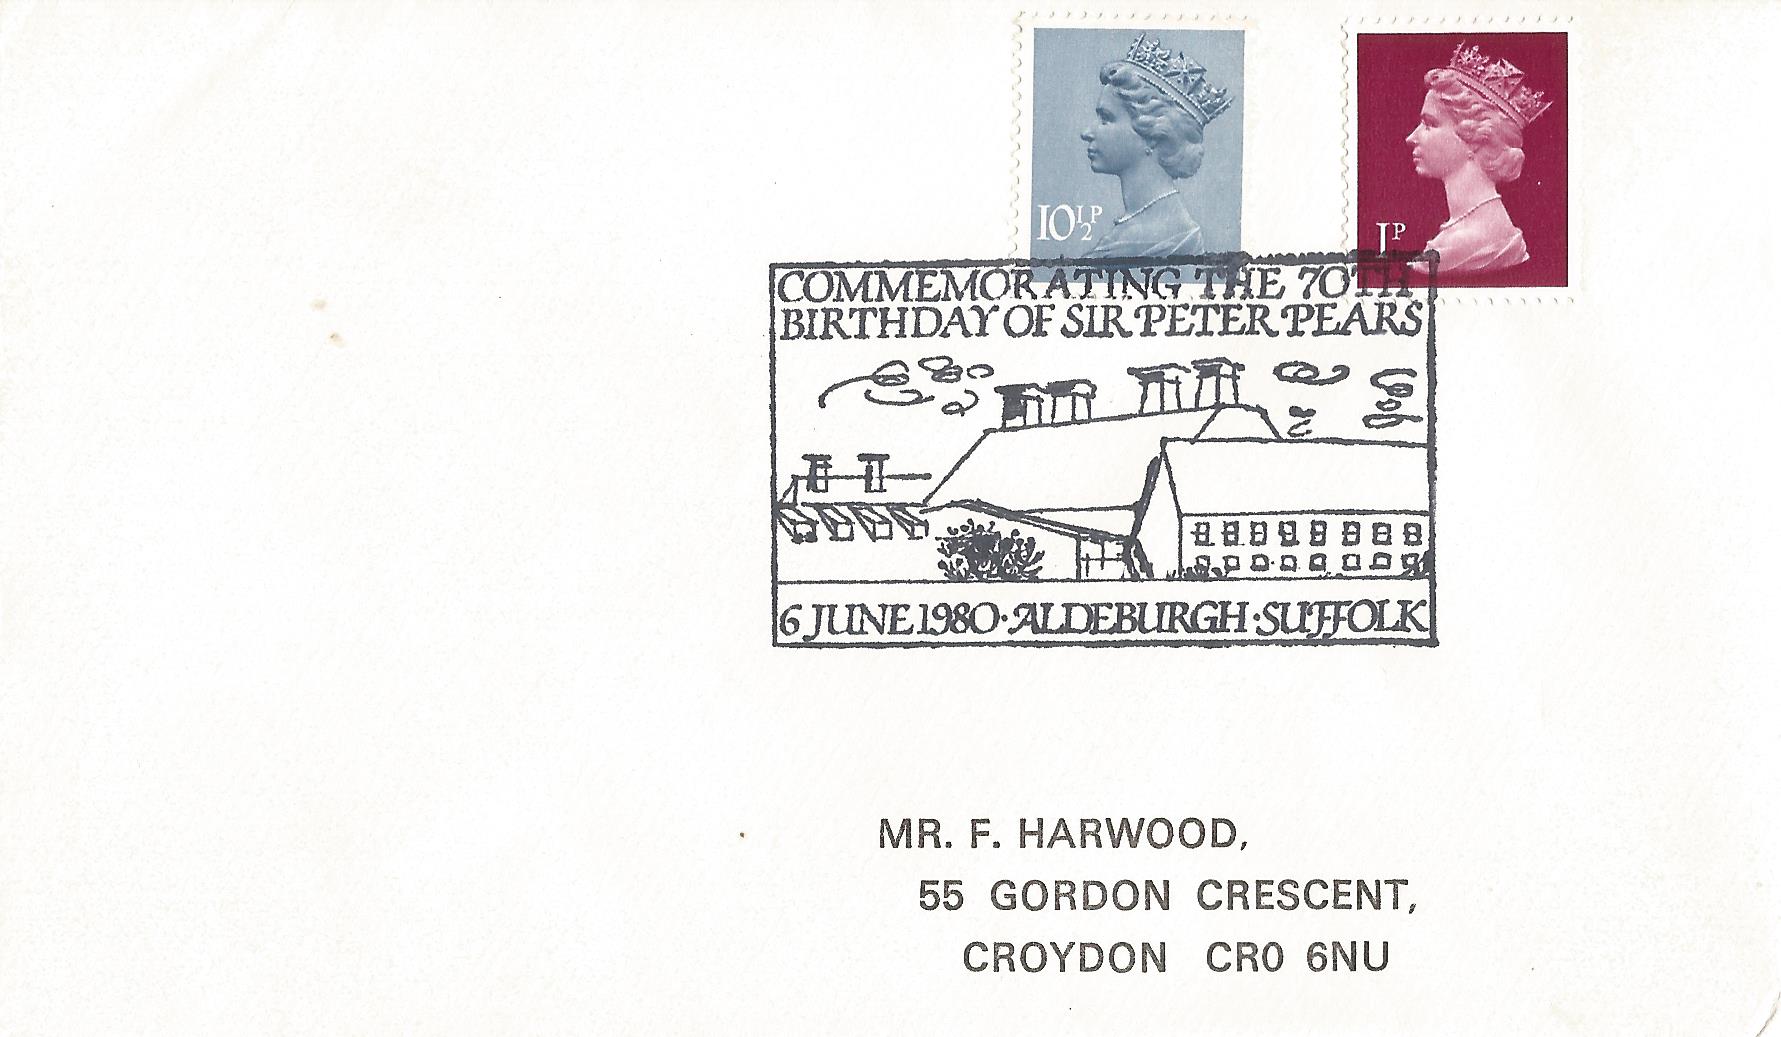 10½P
1P
COMMEMORATING THE 70TH
BIRTHDAY OF SIR PETER PEARS
6 JUNE 1980·ALDEBURGH·SUFFOLK
MR. F. HARWOOD,
55 GORDON CRESCENT,
CROYDON CR0 6NU